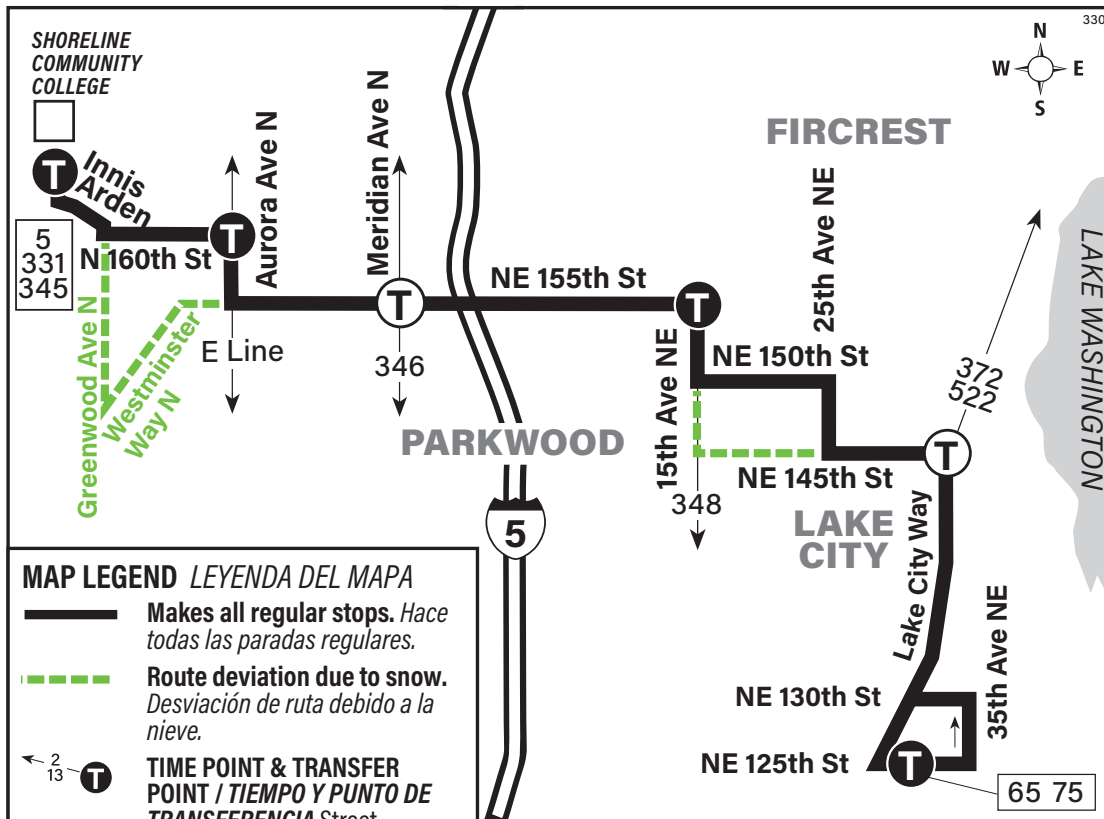 330
SHORELINE
COMMUNITY
COLLEGE
N
W
E
S
T
Innis
Arden
5
331
345
N 160th St
T
Aurora Ave N
Meridian Ave N
T
NE 155th St
T
E Line
346
Greenwood Ave N
Westminster
Way N
PARKWOOD
5
15th Ave NE
348
NE 150th St
25th Ave NE
FIRCREST
NE 145th St
T
372
522
LAKE WASHINGTON
LAKE
CITY
Lake City Way
35th Ave NE
NE 130th St
NE 125th St
T
65 75
MAP LEGEND LEYENDA DEL MAPA
Makes all regular stops. Hace
todas las paradas regulares.
Route deviation due to snow.
Desviación de ruta debido a la
nieve.
2
13
T
TIME POINT & TRANSFER
POINT / TIEMPO Y PUNTO DE
TRANSFERENCIA Street